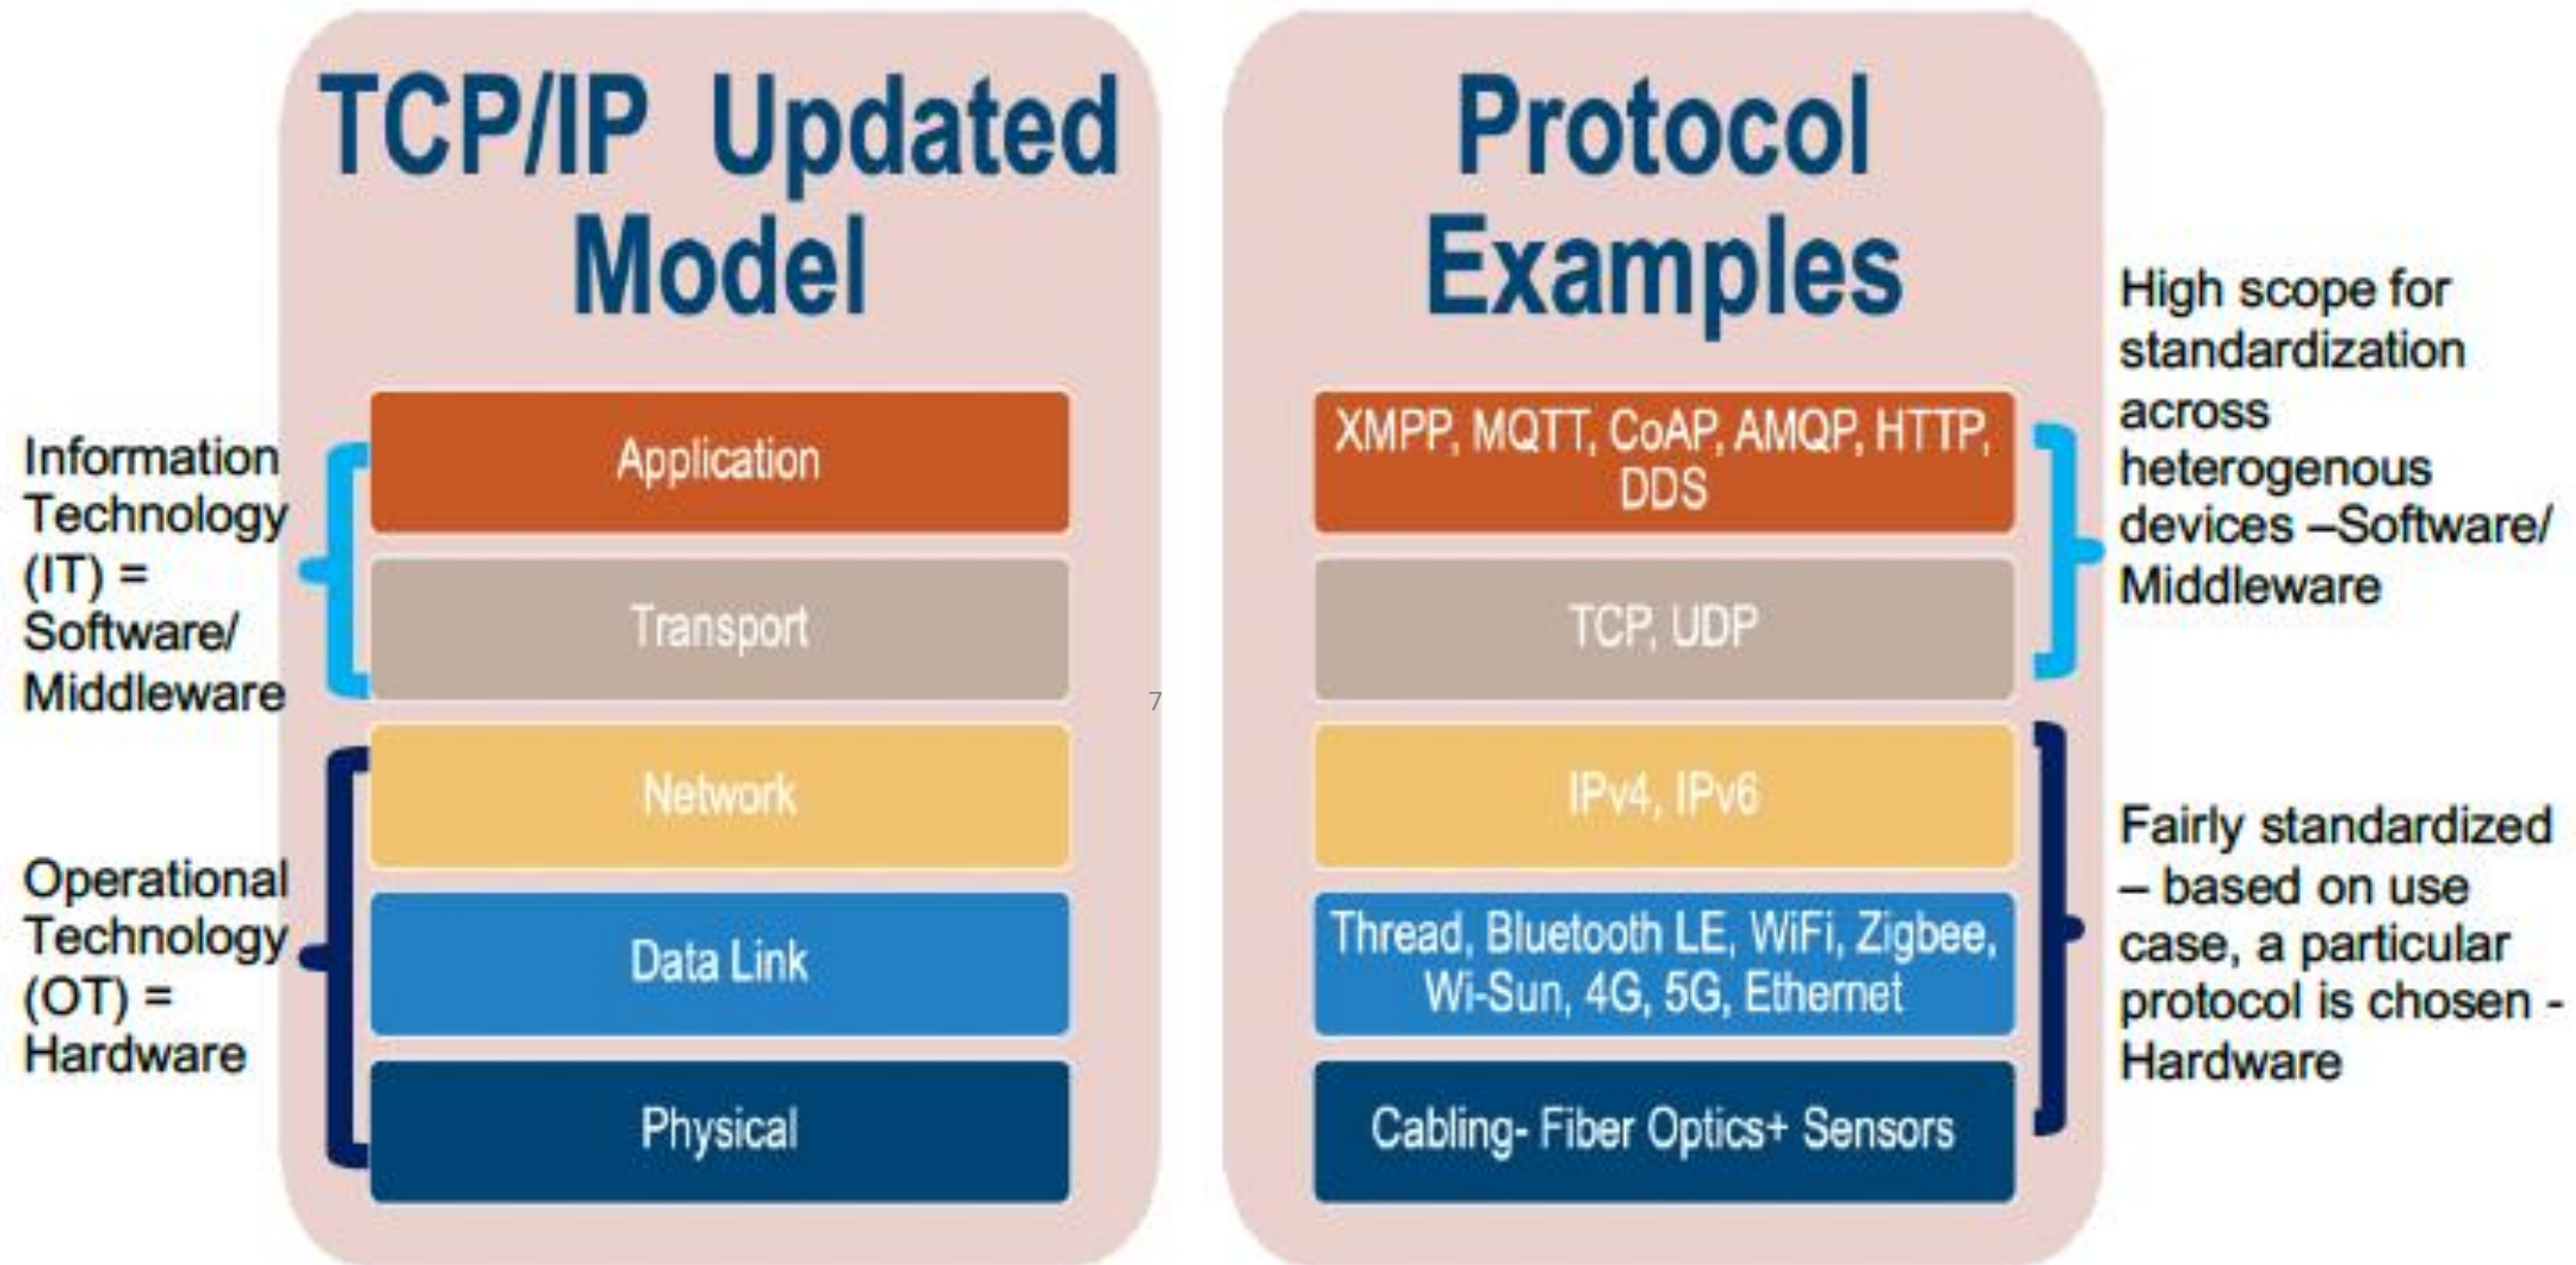 TCP/IP Updated
Model
Information
Technology
(IT) =
Software/
Middleware
Operational
Technology
(OT) =
Hardware
Application
Transport
Network
Data Link
Physical
7
Protocol
Examples
XMPP, MQTT, CoAP, AMQP, HTTP,
DDS
TCP, UDP
IPv4, IPv6
Thread, Bluetooth LE, WiFi, Zigbee,
Wi-Sun, 4G, 5G, Ethernet
Cabling- Fiber Optics+ Sensors
High scope for
standardization
across
heterogenous
devices –Software/
Middleware
Fairly standardized
– based on use
case, a particular
protocol is chosen -
Hardware